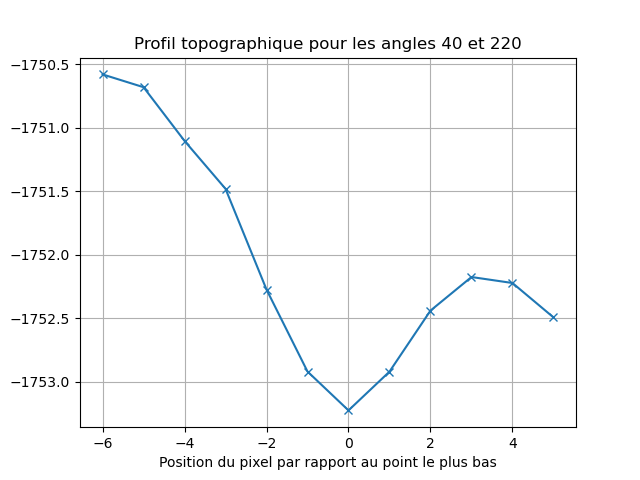 Profil topographique pour les angles 40 et 220
−1750.5
−1751.0
−1751.5
−1752.0
−1752.5
−1753.0
−6 −4 −2 0 2 4
Position du pixel par rapport au point le plus bas